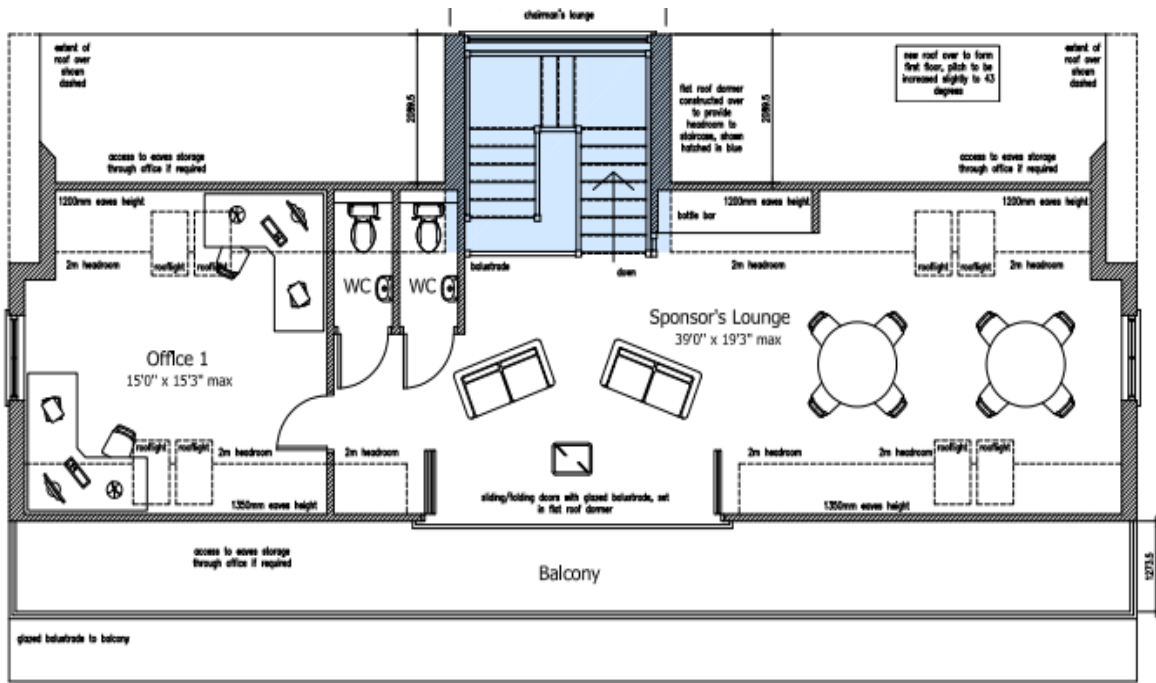 chairman's lounge
extent of
roof over
shown
dashed
2089.5
flat roof dormer
constructed over
to provide
headroom to
staircase, shown
hatched in blue
2089.5
new roof over to form
first floor, pitch to be
increased slightly to 43
degrees
extent of
roof over
shown
dashed
access to eaves storage
through office if required
access to eaves storage
through office if required
1200mm eaves height
1200mm eaves height
1200mm eaves height
bottle bar
2m headroom
rooflight
rooflight
balustrade
down
2m headroom
rooflight
rooflight
2m headroom
WC
WC
Office 1
15'0" x 15'3" max
Sponsor's Lounge
39'0" x 19'3" max
rooflight
rooflight
2m headroom
2m headroom
2m headroom
2m headroom
rooflight
rooflight
1350mm eaves height
sliding/folding doors with glazed balustrade, set
in flat roof dormer
1350mm eaves height
access to eaves storage
through office if required
Balcony
1273.5
glazed balustrade to balcony